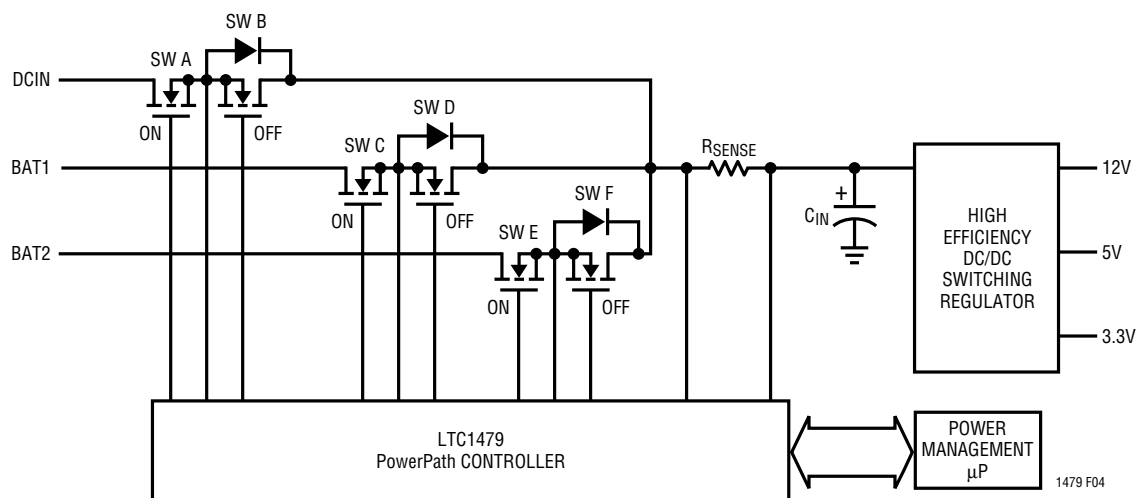 SW B
SW A
DCIN
ON
OFF
SW D
SW C
BAT1
ON
OFF
SW F
SW E
BAT2
ON
OFF
RSENSE
+
CIN
HIGH
EFFICIENCY
DC/DC
SWITCHING
REGULATOR
12V
5V
3.3V
LTC1479
PowerPath CONTROLLER
POWER
MANAGEMENT
µP
1479 F04